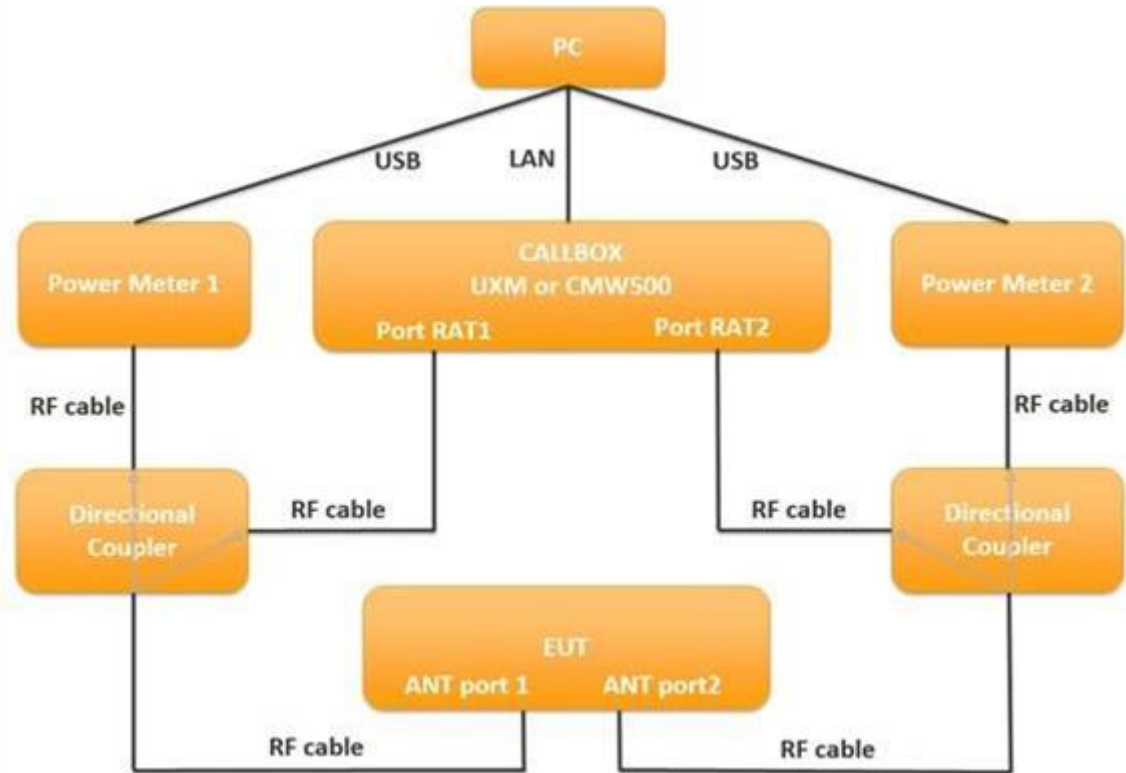 PC
USB
LAN
USB
Power Meter 1
CALLBOX
UXM or CMW500
Port RAT1
Port RAT2
Power Meter 2
RF cable
RF cable
Directional
Coupler
RF cable
RF cable
Directional
Coupler
EUT
ANT port 1
ANT port2
RF cable
RF cable